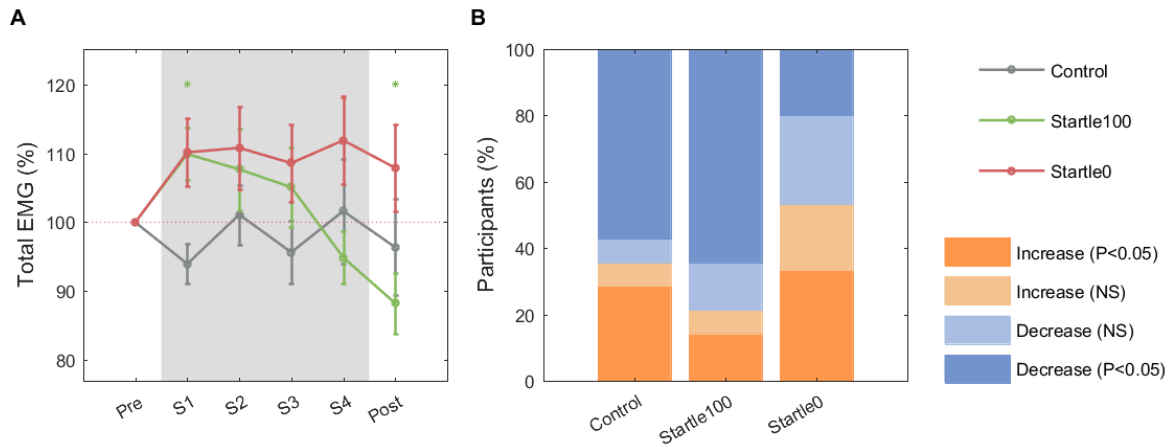 A
Total EMG (%)
120
110
100
90
80
Pre
S1
S2
S3
S4
Post
*
*
B
Participants (%)
100
80
60
40
20
0
Control
Startle100
Startle0
Control
Startle100
Startle0
Increase (P<0.05)
Increase (NS)
Decrease (NS)
Decrease (P<0.05)